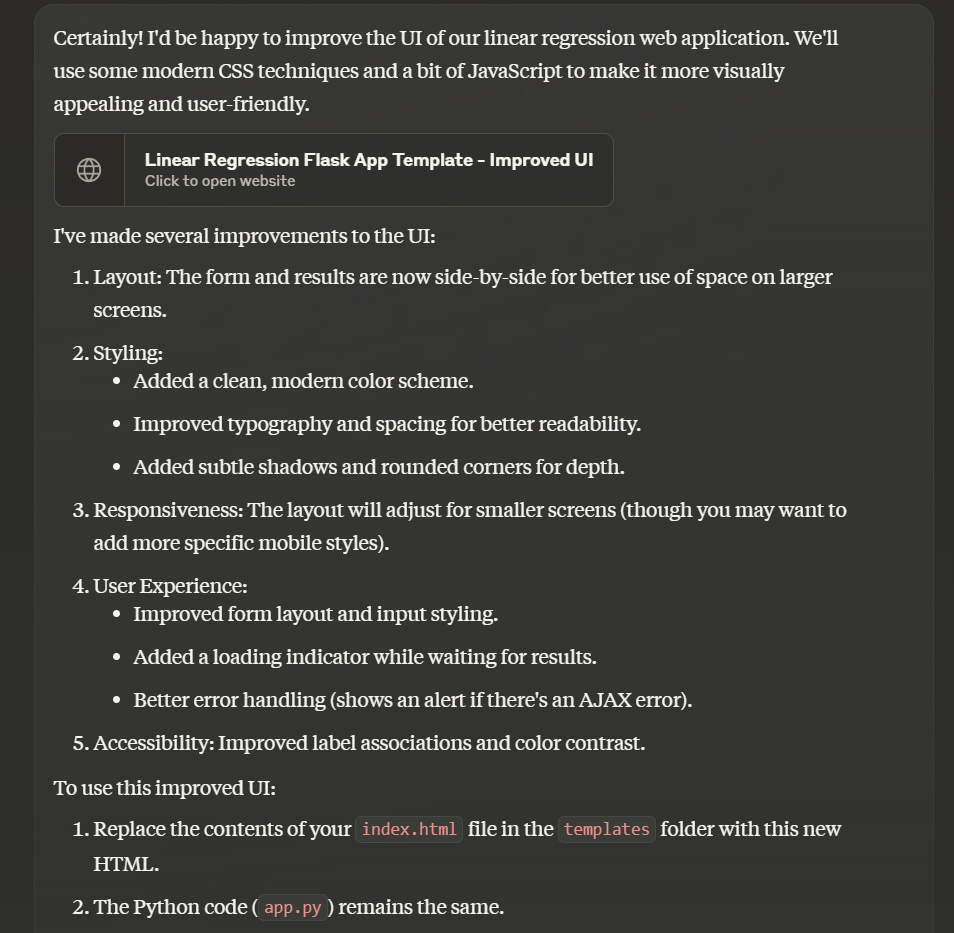 Certainly! I'd be happy to improve the UI of our linear regression web application. We'll
use some modern CSS techniques and a bit of JavaScript to make it more visually
appealing and user-friendly.
Linear Regression Flask App Template - Improved UI
Click to open website
I've made several improvements to the UI:
1. Layout: The form and results are now side-by-side for better use of space on larger
screens.
2. Styling:
• Added a clean, modern color scheme.
• Improved typography and spacing for better readability.
• Added subtle shadows and rounded corners for depth.
3. Responsiveness: The layout will adjust for smaller screens (though you may want to
add more specific mobile styles).
4. User Experience:
• Improved form layout and input styling.
• Added a loading indicator while waiting for results.
• Better error handling (shows an alert if there's an AJAX error).
5. Accessibility: Improved label associations and color contrast.
To use this improved UI:
1. Replace the contents of your index.html file in the templates folder with this new
HTML.
2. The Python code (app.py) remains the same.